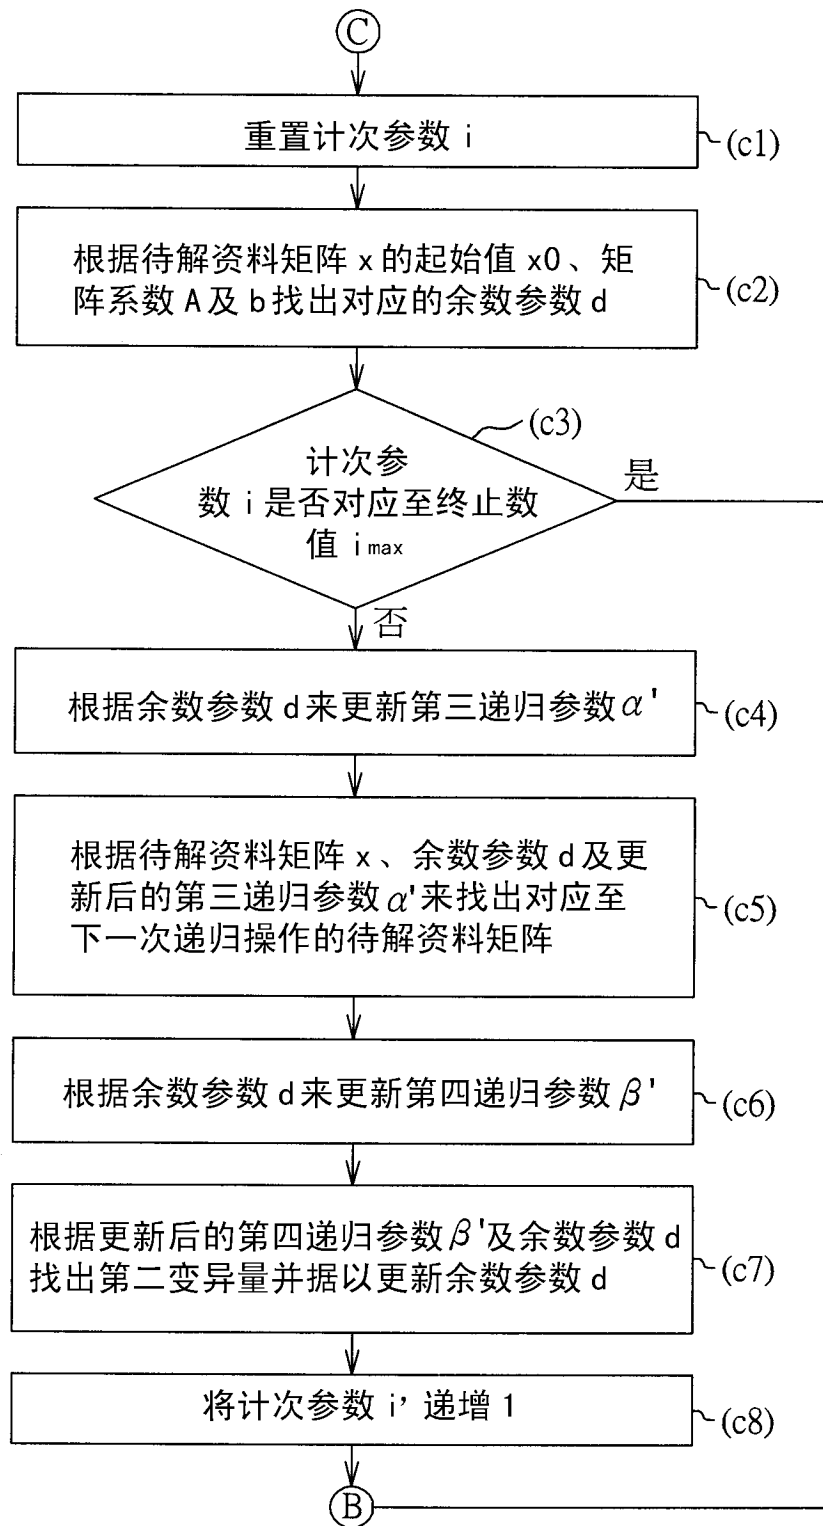 C
重置计次参数 i
(c1)
根据待解资料矩阵 x 的起始值 x0、矩
阵系数 A 及 b 找出对应的余数参数 d
(c2)
(c3)
计次参
数 i 是否对应至终止数
值 imax
是
否
根据余数参数 d 来更新第三递归参数 α'
(c4)
根据待解资料矩阵 x、余数参数 d 及更
新后的第三递归参数 α' 来找出对应至
下一次递归操作的待解资料矩阵
(c5)
根据余数参数 d 来更新第四递归参数 β'
(c6)
根据更新后的第四递归参数 β' 及余数参数 d
找出第二变异量并据以更新余数参数 d
(c7)
将计次参数 i' 递增 1
(c8)
B